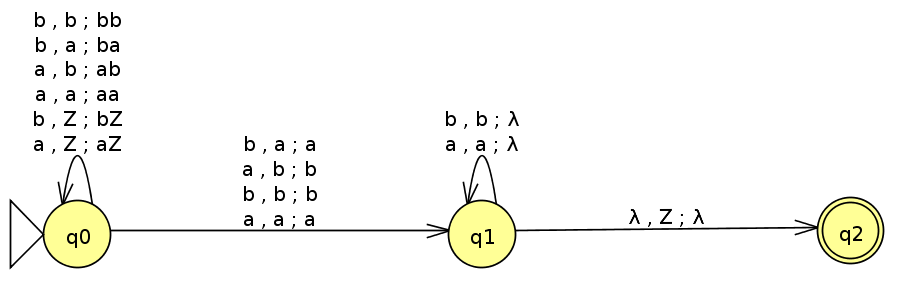 b , b ; bb
b , a ; ba
a , b ; ab
a , a ; aa
b , Z ; bZ
a , Z ; aZ
b , a ; a
a , b ; b
b , b ; b
a , a ; a
b , b ; λ
a , a ; λ
λ , Z ; λ
q0
q1
q2